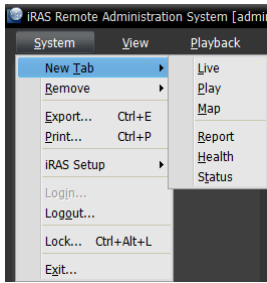 iRAS Remote Administration System [admi
System View Playback
New Tab Live
Remove Play
Map
Export... Ctrl+E
Print... Ctrl+P Report
Health
iRAS Setup Status
Login...
Logout...
Lock... Ctrl+Alt+L
Exit...